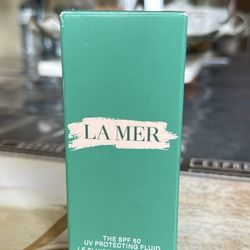 LA MER
THE SPF 50
UV PROTECTING FLUID